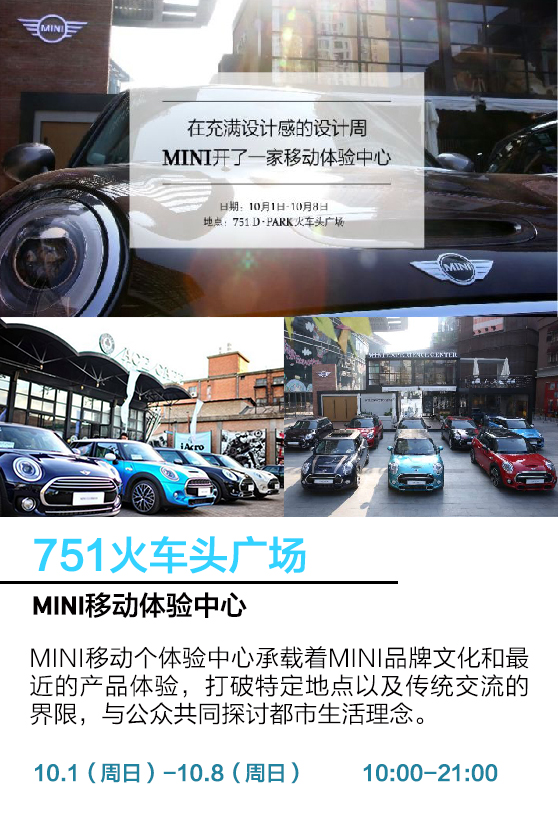 MINI
在充满设计感的设计周
MINI开了一家移动体验中心
日期：10月1日-10月8日
地点：751 D·PARK火车头广场
MINI
ACE CAFE
iAcro
MINI EXPERIENCE CENTER
751火车头广场
MINI移动体验中心
MINI移动个体验中心承载着MINI品牌文化和最
近的产品体验，打破特定地点以及传统交流的
界限，与公众共同探讨都市生活理念。
10.1（周日）-10.8（周日） 10:00-21:00